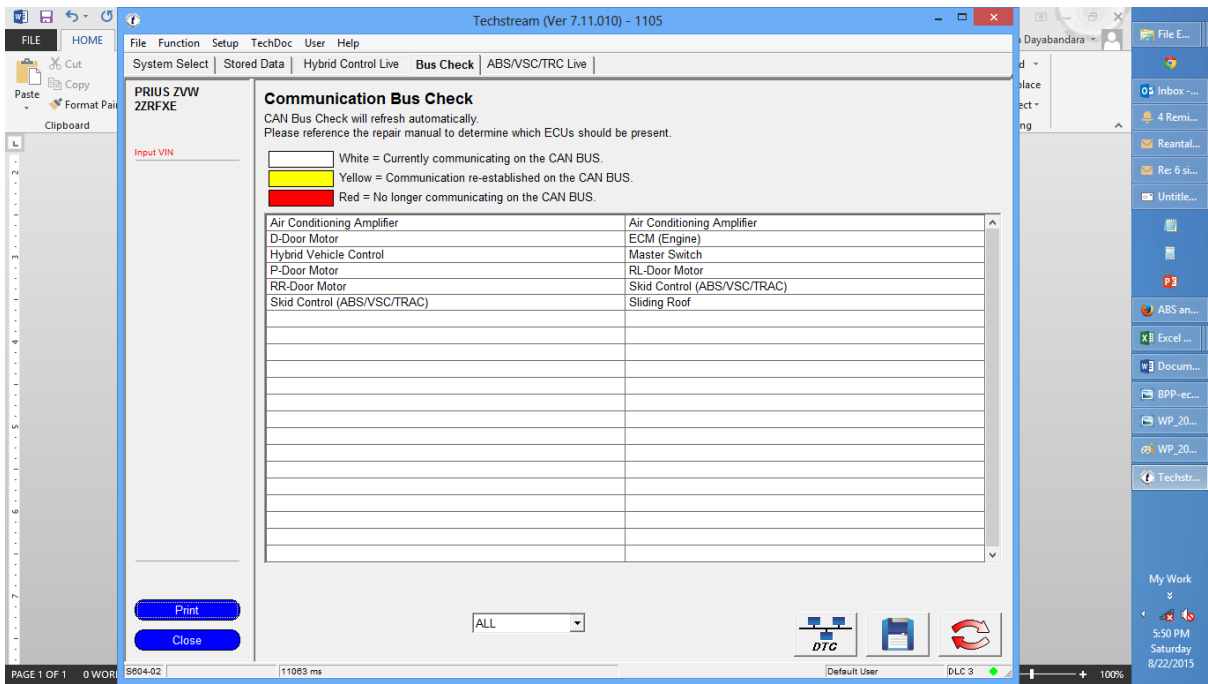 Techstream (Ver 7.11.010) - 1105
FILE HOME
Cut
Copy
Paste
Format Pai
Clipboard
Dayabandara
File Function Setup TechDoc User Help
System Select Stored Data Hybrid Control Live Bus Check ABS/VSC/TRC Live
PRIUS ZVW
2ZRFXE
Input VIN
Communication Bus Check
CAN Bus Check will refresh automatically.
Please reference the repair manual to determine which ECUs should be present.
White = Currently communicating on the CAN BUS.
Yellow = Communication re-established on the CAN BUS.
Red = No longer communicating on the CAN BUS.
Air Conditioning Amplifier Air Conditioning Amplifier
D-Door Motor ECM (Engine)
Hybrid Vehicle Control Master Switch
P-Door Motor RL-Door Motor
RR-Door Motor Skid Control (ABS/VSC/TRAC)
Skid Control (ABS/VSC/TRAC) Sliding Roof
Print
Close
ALL
DTC
S604-02 11063 ms Default User DLC 3
PAGE 1 OF 1 0 WOR
100%
d
place
ect
ng
File E...
Inbox -...
4 Remi...
Reantal...
Re: 6 si...
Untitle...
ABS an...
Excel ...
Docum...
BPP-ec...
WP_20...
WP_20...
Techstr...
My Work
5:50 PM
Saturday
8/22/2015